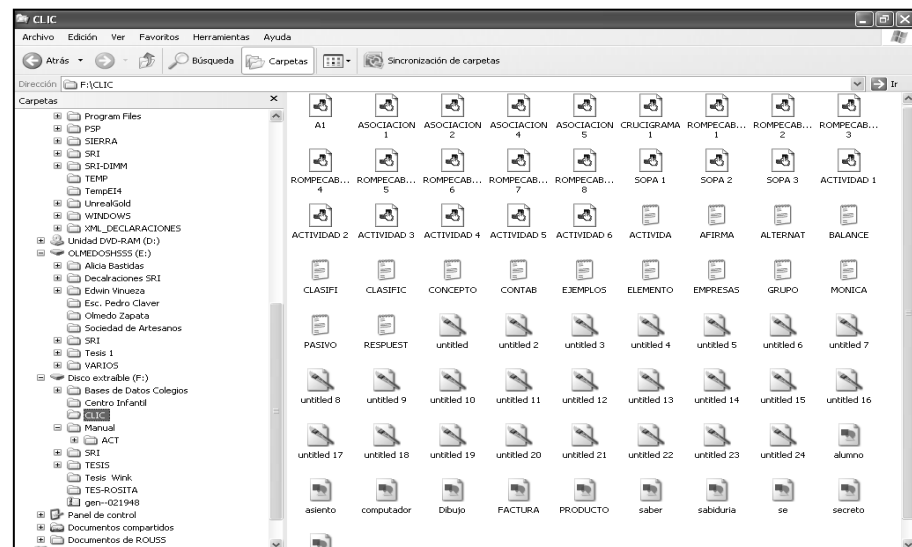 CLIC
Archivo Edición Ver Favoritos Herramientas Ayuda
Atrás Búsqueda Carpetas Sincronización de carpetas
Dirección F:\CLIC Ir
Carpetas
Program Files
PSP
SIERRA
SRI
SRI-DIMM
TEMP
TempEI4
UnrealGold
WINDOWS
XML_DECLARACIONES
Unidad DVD-RAM (D:)
OLMEDOSHSSS (E:)
Alicia Bastidas
Decalraciones SRI
Edwin Vinueza
Esc. Pedro Claver
Olmedo Zapata
Sociedad de Artesanos
SRI
Tesis 1
VARIOS
Disco extraíble (F:)
Bases de Datos Colegios
Centro Infantil
CLIC
Manual
ACT
SRI
TESIS
Tesis Wink
TES-ROSITA
gen--021948
Panel de control
Documentos compartidos
Documentos de ROUSS
A1 ASOCIACION 1 ASOCIACION 2 ASOCIACION 4 ASOCIACION 5 CRUCIGRAMA 1 ROMPECAB... 1 ROMPECAB... 2 ROMPECAB... 3
ROMPECAB... 4 ROMPECAB... 5 ROMPECAB... 6 ROMPECAB... 7 ROMPECAB... 8 SOPA 1 SOPA 2 SOPA 3 ACTIVIDAD 1
ACTIVIDAD 2 ACTIVIDAD 3 ACTIVIDAD 4 ACTIVIDAD 5 ACTIVIDAD 6 ACTIVIDA AFIRMA ALTERNAT BALANCE
CLASIFI CLASIFIC CONCEPTO CONTAB EJEMPLOS ELEMENTO EMPRESAS GRUPO MONICA
PASIVO RESPUEST untitled untitled 2 untitled 3 untitled 4 untitled 5 untitled 6 untitled 7
untitled 8 untitled 9 untitled 10 untitled 11 untitled 12 untitled 13 untitled 14 untitled 15 untitled 16
untitled 17 untitled 18 untitled 19 untitled 20 untitled 21 untitled 22 untitled 23 untitled 24 alumno
asiento computador Dibujo FACTURA PRODUCTO saber sabiduria se secreto